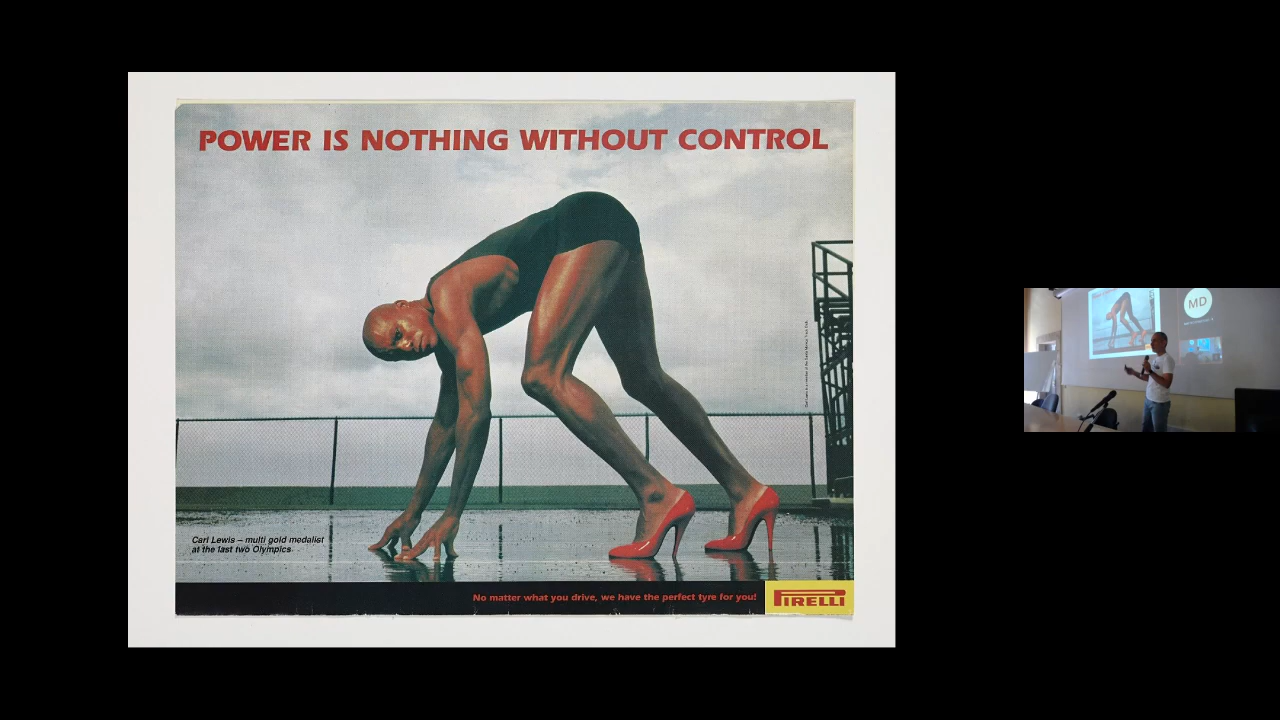 POWER IS NOTHING WITHOUT CONTROL
Carl Lewis – multi gold medalist
at the last two Olympics
No matter what you drive, we have the perfect tyre for you!
PIRELLI
MD